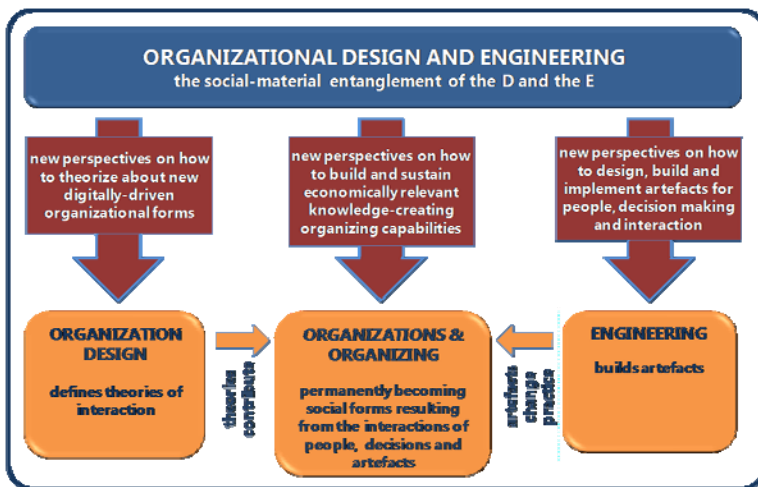 ORGANIZATIONAL DESIGN AND ENGINEERING
the social-material entanglement of the D and the E
new perspectives on how
to theorize about new
digitally-driven
organizational forms
new perspectives on how
to build and sustain
economically relevant
knowledge-creating
organizing capabilities
new perspectives on how
to design, build and
implement artefacts for
people, decision making
and interaction
ORGANIZATION
DESIGN
defines theories of
interaction
theories
contribute
ORGANIZATIONS &
ORGANIZING
permanently becoming
social forms resulting
from the interactions of
people, decisions and
artefacts
artefacts
change
practice
ENGINEERING
builds artefacts